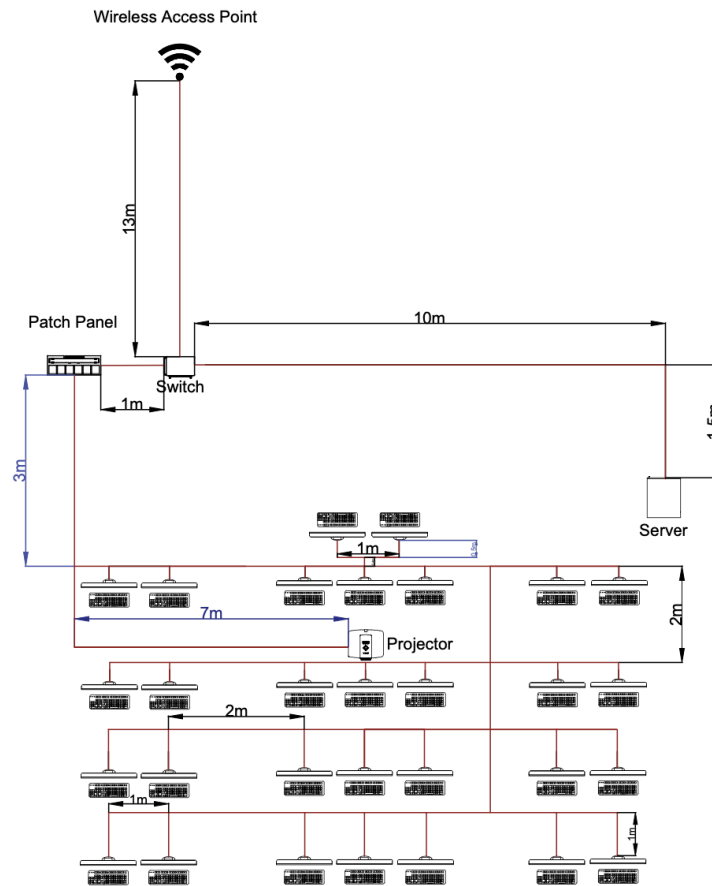 Wireless Access Point
13m
10m
Patch Panel
Switch
1m
3m
Server
1m
7m
Projector
2m
2m
1m
1m